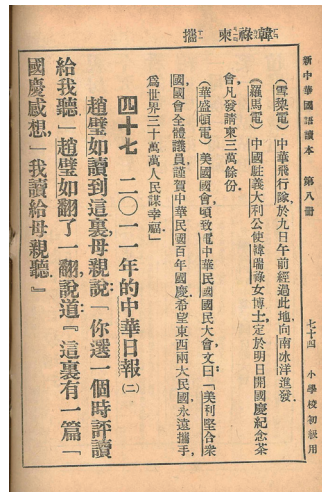 韓祿柬攜
新中華國語讀本 第八冊 七十四 小學校初級用
(雪梨電)中華飛行隊於九日午前經過此地向南冰洋進發.
(羅馬電)中國駐義大利公使韓瑞祿女博士定於明日開國慶紀念茶
會,凡發請柬三萬餘份.
(華盛頓電)美國國會頃致電中華民國國民大會,文曰:「美利堅合衆
國國會全體議員謹賀中華民國百年國慶;希望東西兩大民國永遠攜手,
爲世界三十萬萬人民謀幸福.」
四十七 二〇一一年的中華日報(二)
趙璧如讀到這裏,母親說:「你選一個時評讀
給我聽.」趙璧如翻了一翻,說道:『這裏有一篇「
國慶感想,」我讀給母親聽.』